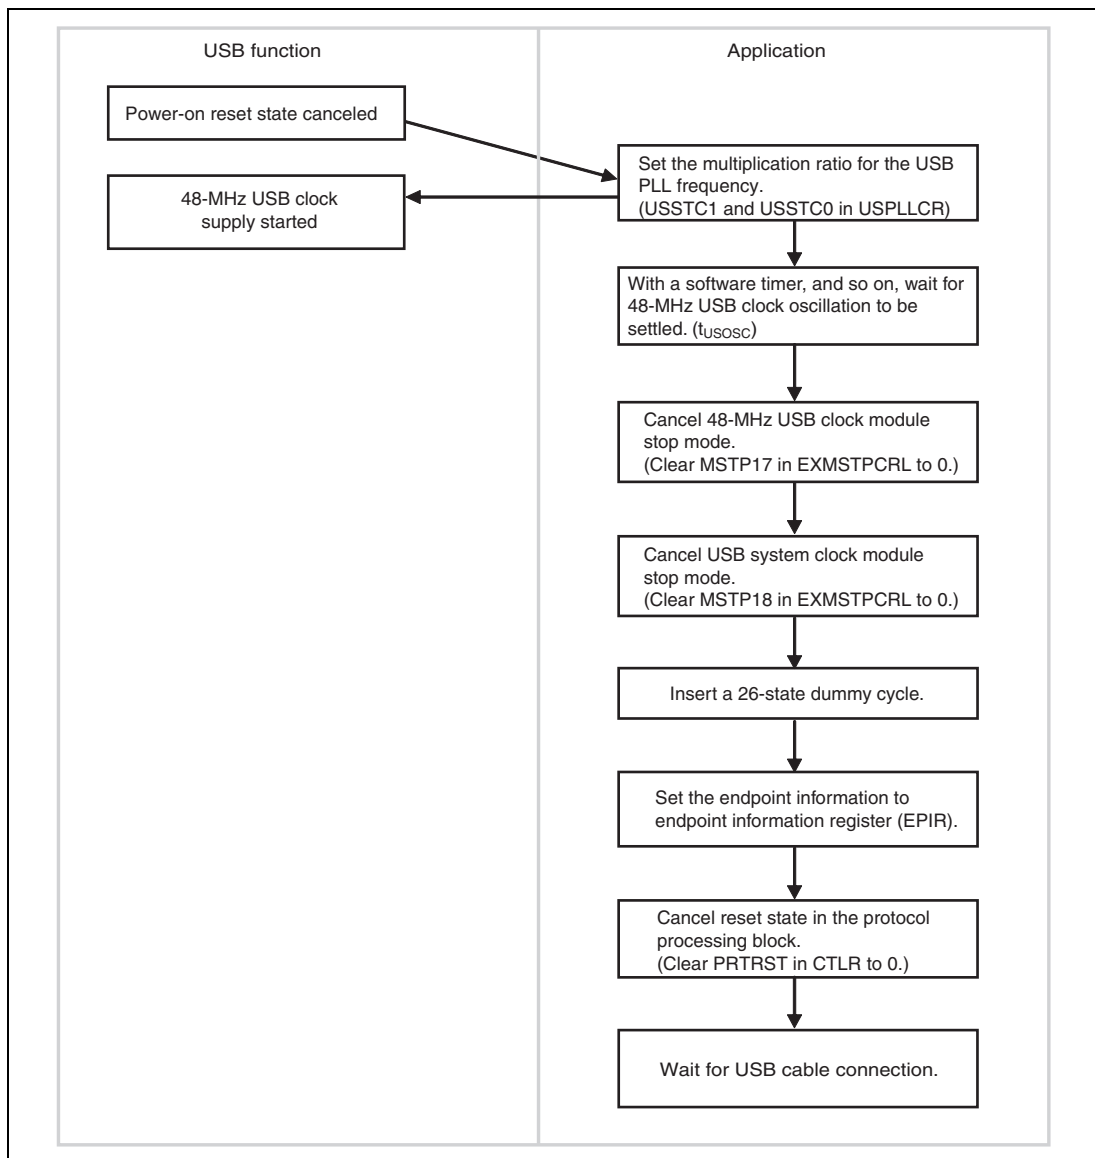 USB function
Application
Power-on reset state canceled
Set the multiplication ratio for the USB
PLL frequency.
(USSTC1 and USSTC0 in USPLLCR)
48-MHz USB clock
supply started
With a software timer, and so on, wait for
48-MHz USB clock oscillation to be
settled. (tUSOSC)
Cancel 48-MHz USB clock module
stop mode.
(Clear MSTP17 in EXMSTPCRL to 0.)
Cancel USB system clock module
stop mode.
(Clear MSTP18 in EXMSTPCRL to 0.)
Insert a 26-state dummy cycle.
Set the endpoint information to
endpoint information register (EPIR).
Cancel reset state in the protocol
processing block.
(Clear PRTRST in CTLR to 0.)
Wait for USB cable connection.